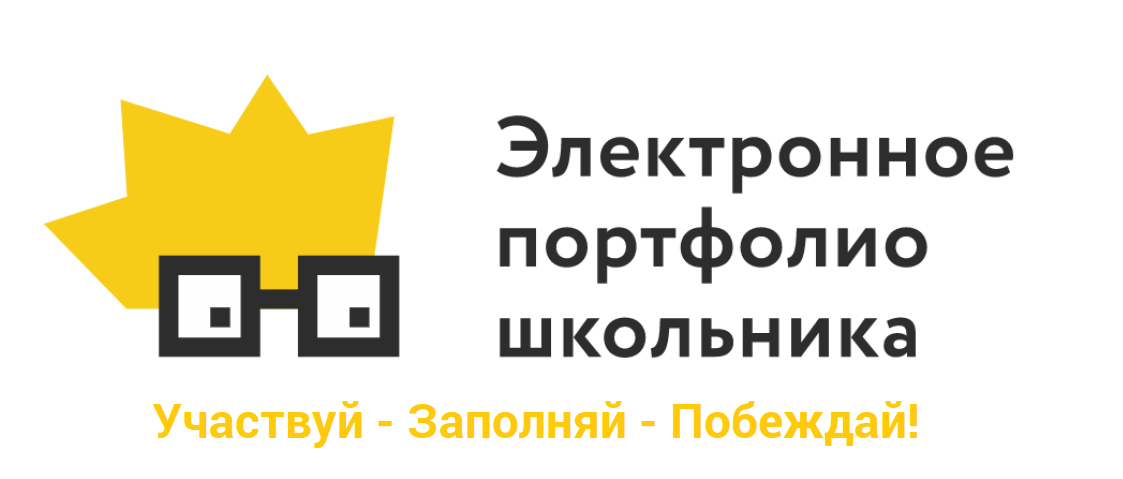 Электронное
портфолио
школьника
Участвуй - Заполняй - Побеждай!